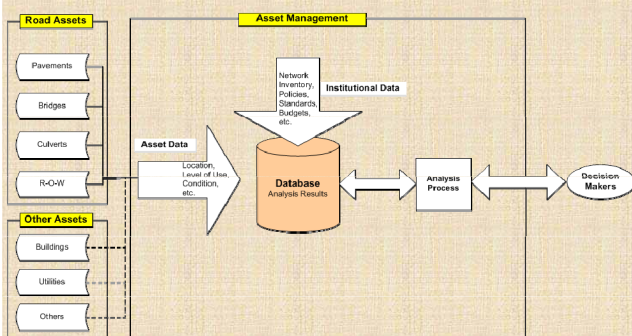 Road Assets
Pavements
Bridges
Culverts
R-O-W
Other Assets
Buildings
Utilities
Others
Asset Management
Asset Data
Location,
Level of Use,
Condition,
etc.
Network
Inventory,
Policies,
Standards,
Budgets,
etc.
Institutional Data
Database
Analysis Results
Analysis
Process
Decision
Makers